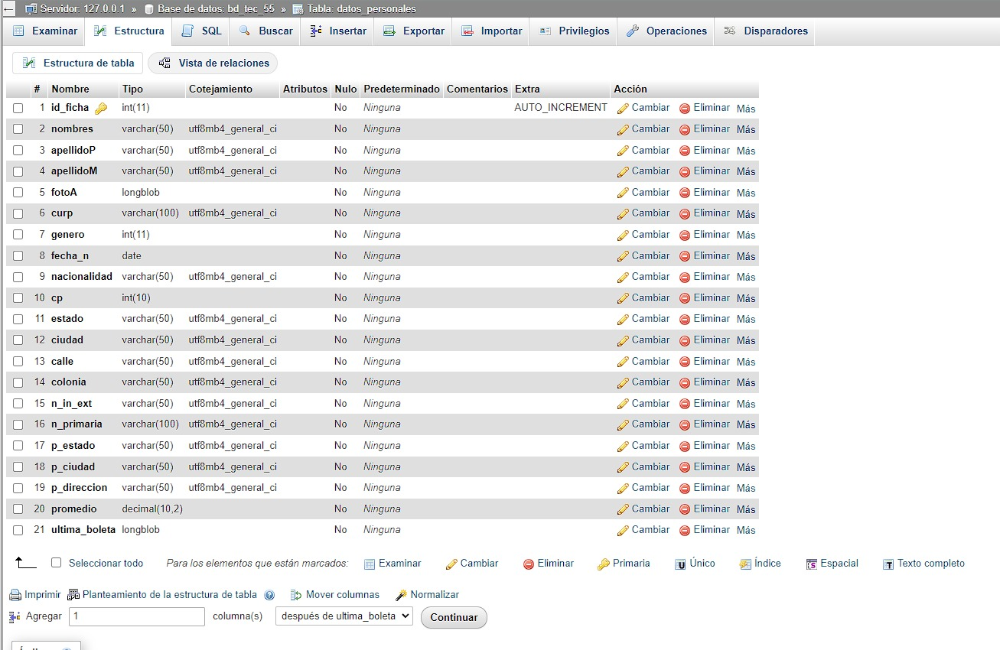 Servidor: 127.0.0.1 » Base de datos: bd_tec_55 » Tabla: datos_personales
Examinar Estructura SQL Buscar Insertar Exportar Importar Privilegios Operaciones Disparadores
Estructura de tabla Vista de relaciones
# Nombre Tipo Cotejamiento Atributos Nulo Predeterminado Comentarios Extra Acción
1 id_ficha int(11) No Ninguna AUTO_INCREMENT Cambiar Eliminar Más
2 nombres varchar(50) utf8mb4_general_ci No Ninguna Cambiar Eliminar Más
3 apellidoP varchar(50) utf8mb4_general_ci No Ninguna Cambiar Eliminar Más
4 apellidoM varchar(50) utf8mb4_general_ci No Ninguna Cambiar Eliminar Más
5 fotoA longblob No Ninguna Cambiar Eliminar Más
6 curp varchar(100) utf8mb4_general_ci No Ninguna Cambiar Eliminar Más
7 genero int(11) No Ninguna Cambiar Eliminar Más
8 fecha_n date No Ninguna Cambiar Eliminar Más
9 nacionalidad varchar(50) utf8mb4_general_ci No Ninguna Cambiar Eliminar Más
10 cp int(10) No Ninguna Cambiar Eliminar Más
11 estado varchar(50) utf8mb4_general_ci No Ninguna Cambiar Eliminar Más
12 ciudad varchar(50) utf8mb4_general_ci No Ninguna Cambiar Eliminar Más
13 calle varchar(50) utf8mb4_general_ci No Ninguna Cambiar Eliminar Más
14 colonia varchar(50) utf8mb4_general_ci No Ninguna Cambiar Eliminar Más
15 n_in_ext varchar(50) utf8mb4_general_ci No Ninguna Cambiar Eliminar Más
16 n_primaria varchar(100) utf8mb4_general_ci No Ninguna Cambiar Eliminar Más
17 p_estado varchar(50) utf8mb4_general_ci No Ninguna Cambiar Eliminar Más
18 p_ciudad varchar(50) utf8mb4_general_ci No Ninguna Cambiar Eliminar Más
19 p_direccion varchar(50) utf8mb4_general_ci No Ninguna Cambiar Eliminar Más
20 promedio decimal(10,2) No Ninguna Cambiar Eliminar Más
21 ultima_boleta longblob No Ninguna Cambiar Eliminar Más
Seleccionar todo Para los elementos que están marcados: Examinar Cambiar Eliminar Primaria Único Índice Espacial Texto completo
Imprimir Planteamiento de la estructura de tabla Mover columnas Normalizar
Agregar 1 columna(s) después de ultima_boleta Continuar